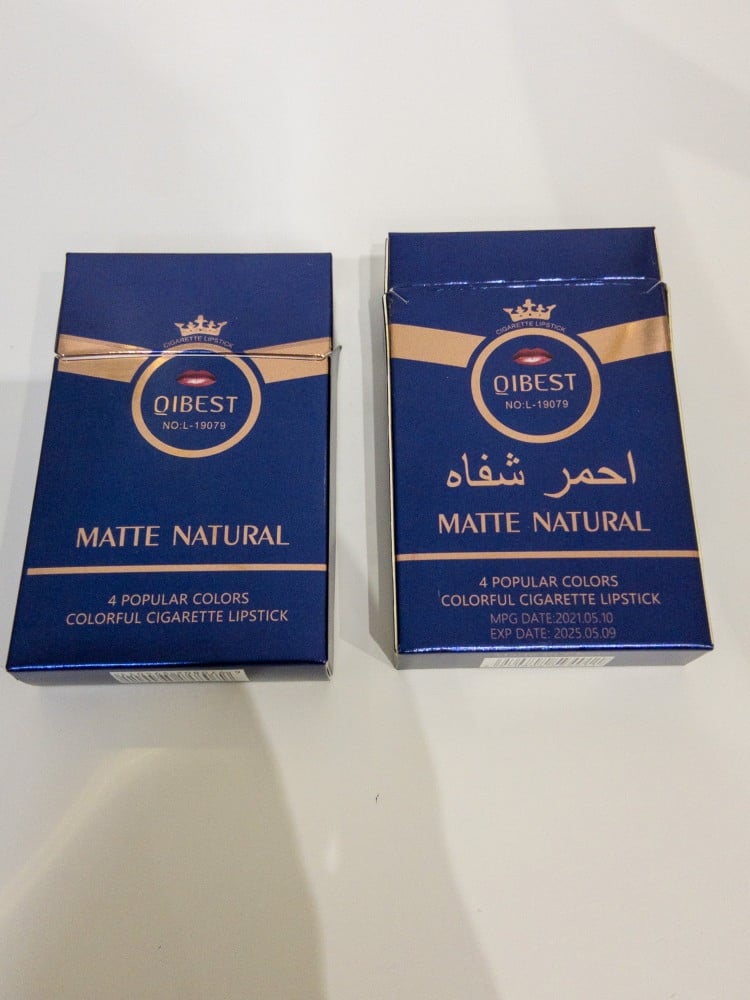 CIGARETTE LIPSTICK
QIBEST
NO:L-19079
MATTE NATURAL
4 POPULAR COLORS
COLORFUL CIGARETTE LIPSTICK
CIGARETTE LIPSTICK
QIBEST
NO:L-19079
احمر شفاه
MATTE NATURAL
4 POPULAR COLORS
COLORFUL CIGARETTE LIPSTICK
MPG DATE:2021.05.10
EXP DATE: 2025.05.09